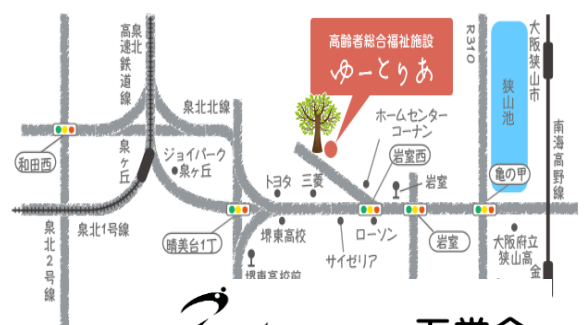 高齢者総合福祉施設
ゆーとりあ
泉北
高速鉄道線
泉北北線
R310
大阪狭山市
狭山池
南海高野線
ホームセンター
コーナン
和田西
泉ヶ丘
ジョイパーク
泉ヶ丘
岩室西
亀の甲
トヨタ
三菱
岩室
泉北1号線
泉北2号線
晴美台1丁
堺東高校
ローソン
岩室
大阪府立
狭山高
サイゼリア
堺東高校前
金